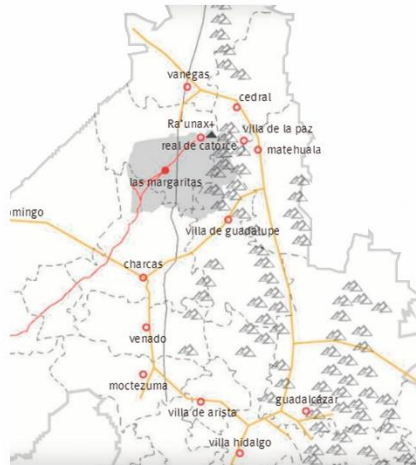 vanegas
cedral
Ra'unax+
villa de la paz
real de catorce
matehuala
las margaritas
omingo
villa de guadalupe
charcas
venado
moctezuma
villa de arista
guadalcázar
villa hidalgo